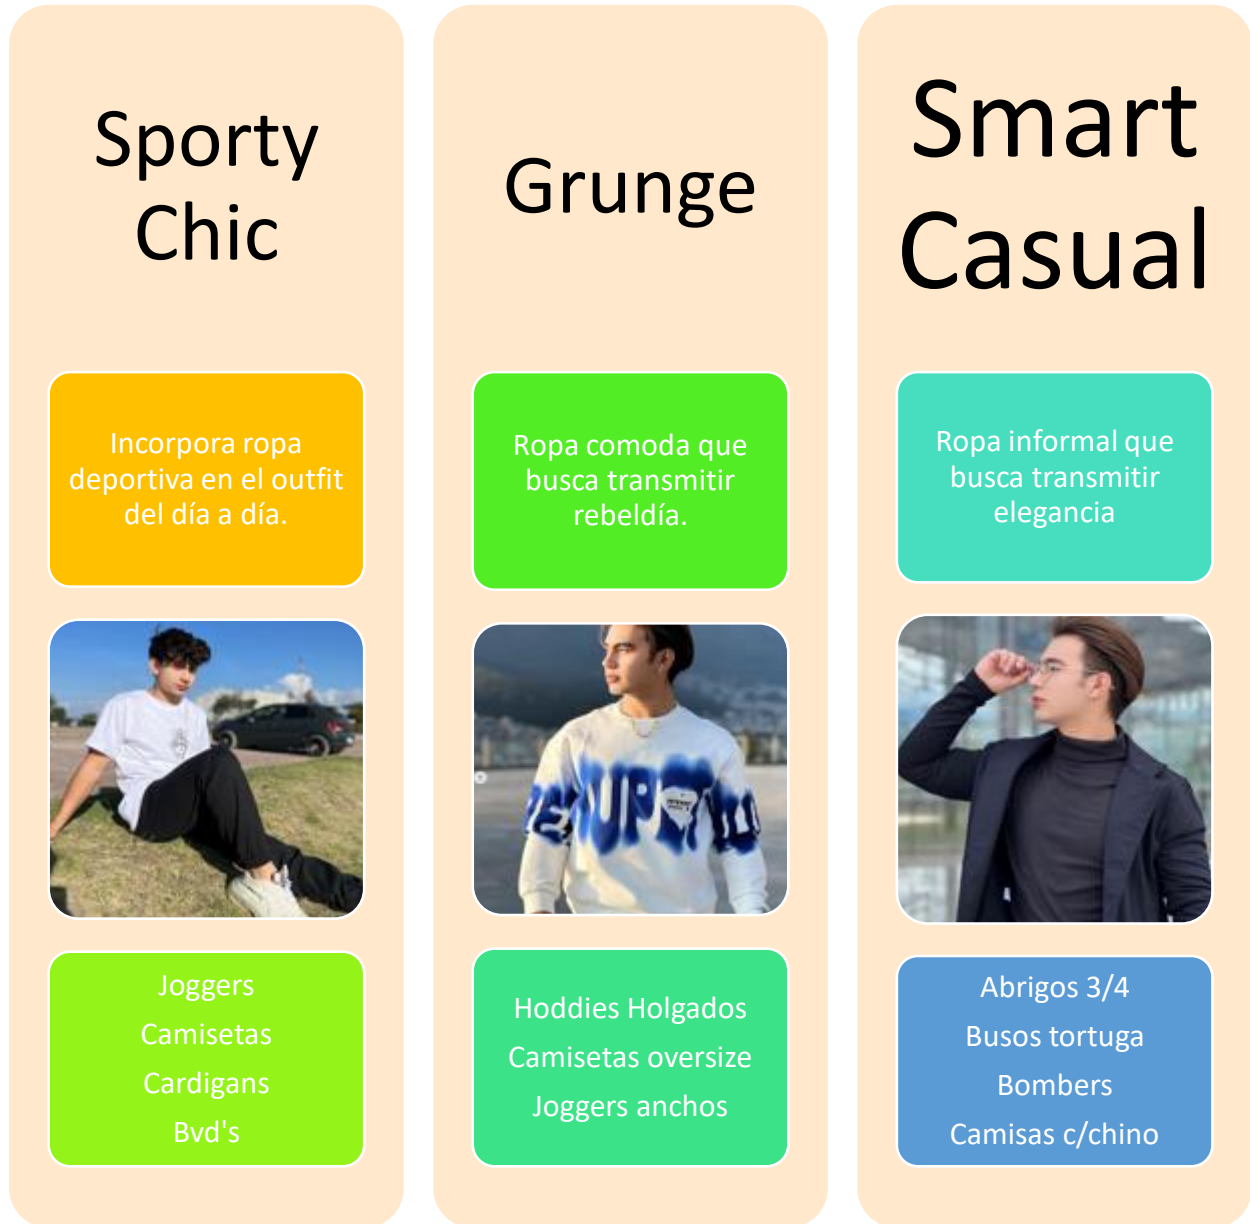 Sporty
Chic
Incorpora ropa
deportiva en el outfit
del día a día.
Joggers
Camisetas
Cardigans
Bvd's
Grunge
Ropa comoda que
busca transmitir
rebeldía.
Hoddies Holgados
Camisetas oversize
Joggers anchos
Smart
Casual
Ropa informal que
busca transmitir
elegancia
Abrigos 3/4
Busos tortuga
Bombers
Camisas c/chino